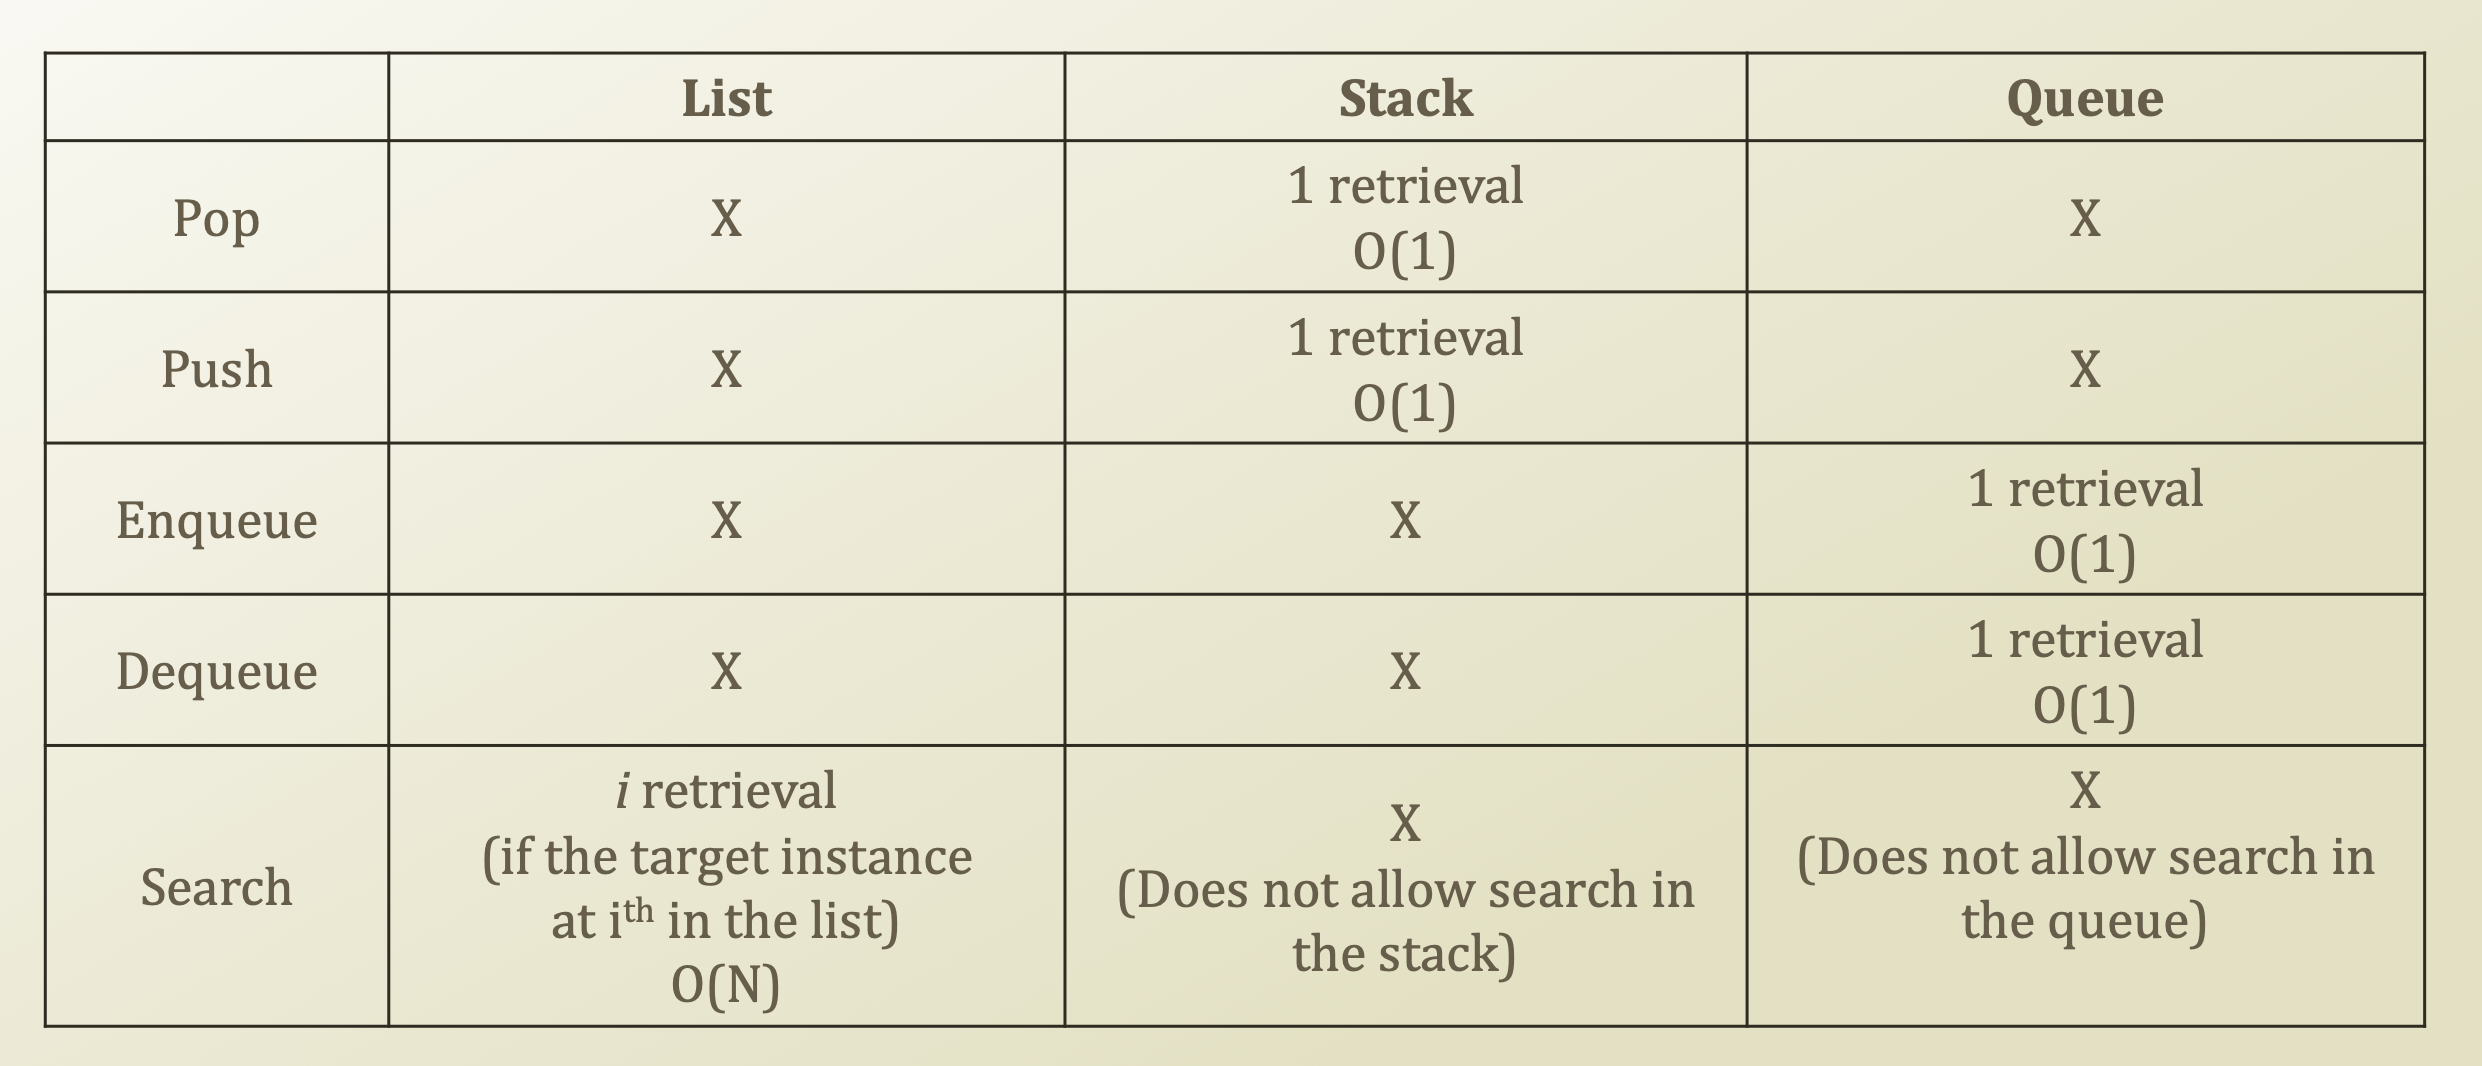 List Stack Queue
Pop X 1 retrieval O(1) X
Push X 1 retrieval O(1) X
Enqueue X X 1 retrieval O(1)
Dequeue X X 1 retrieval O(1)
Search
i retrieval
(if the target instance
at ith in the list)
O(N)
X
(Does not allow search in
the stack)
X
(Does not allow search in
the queue)